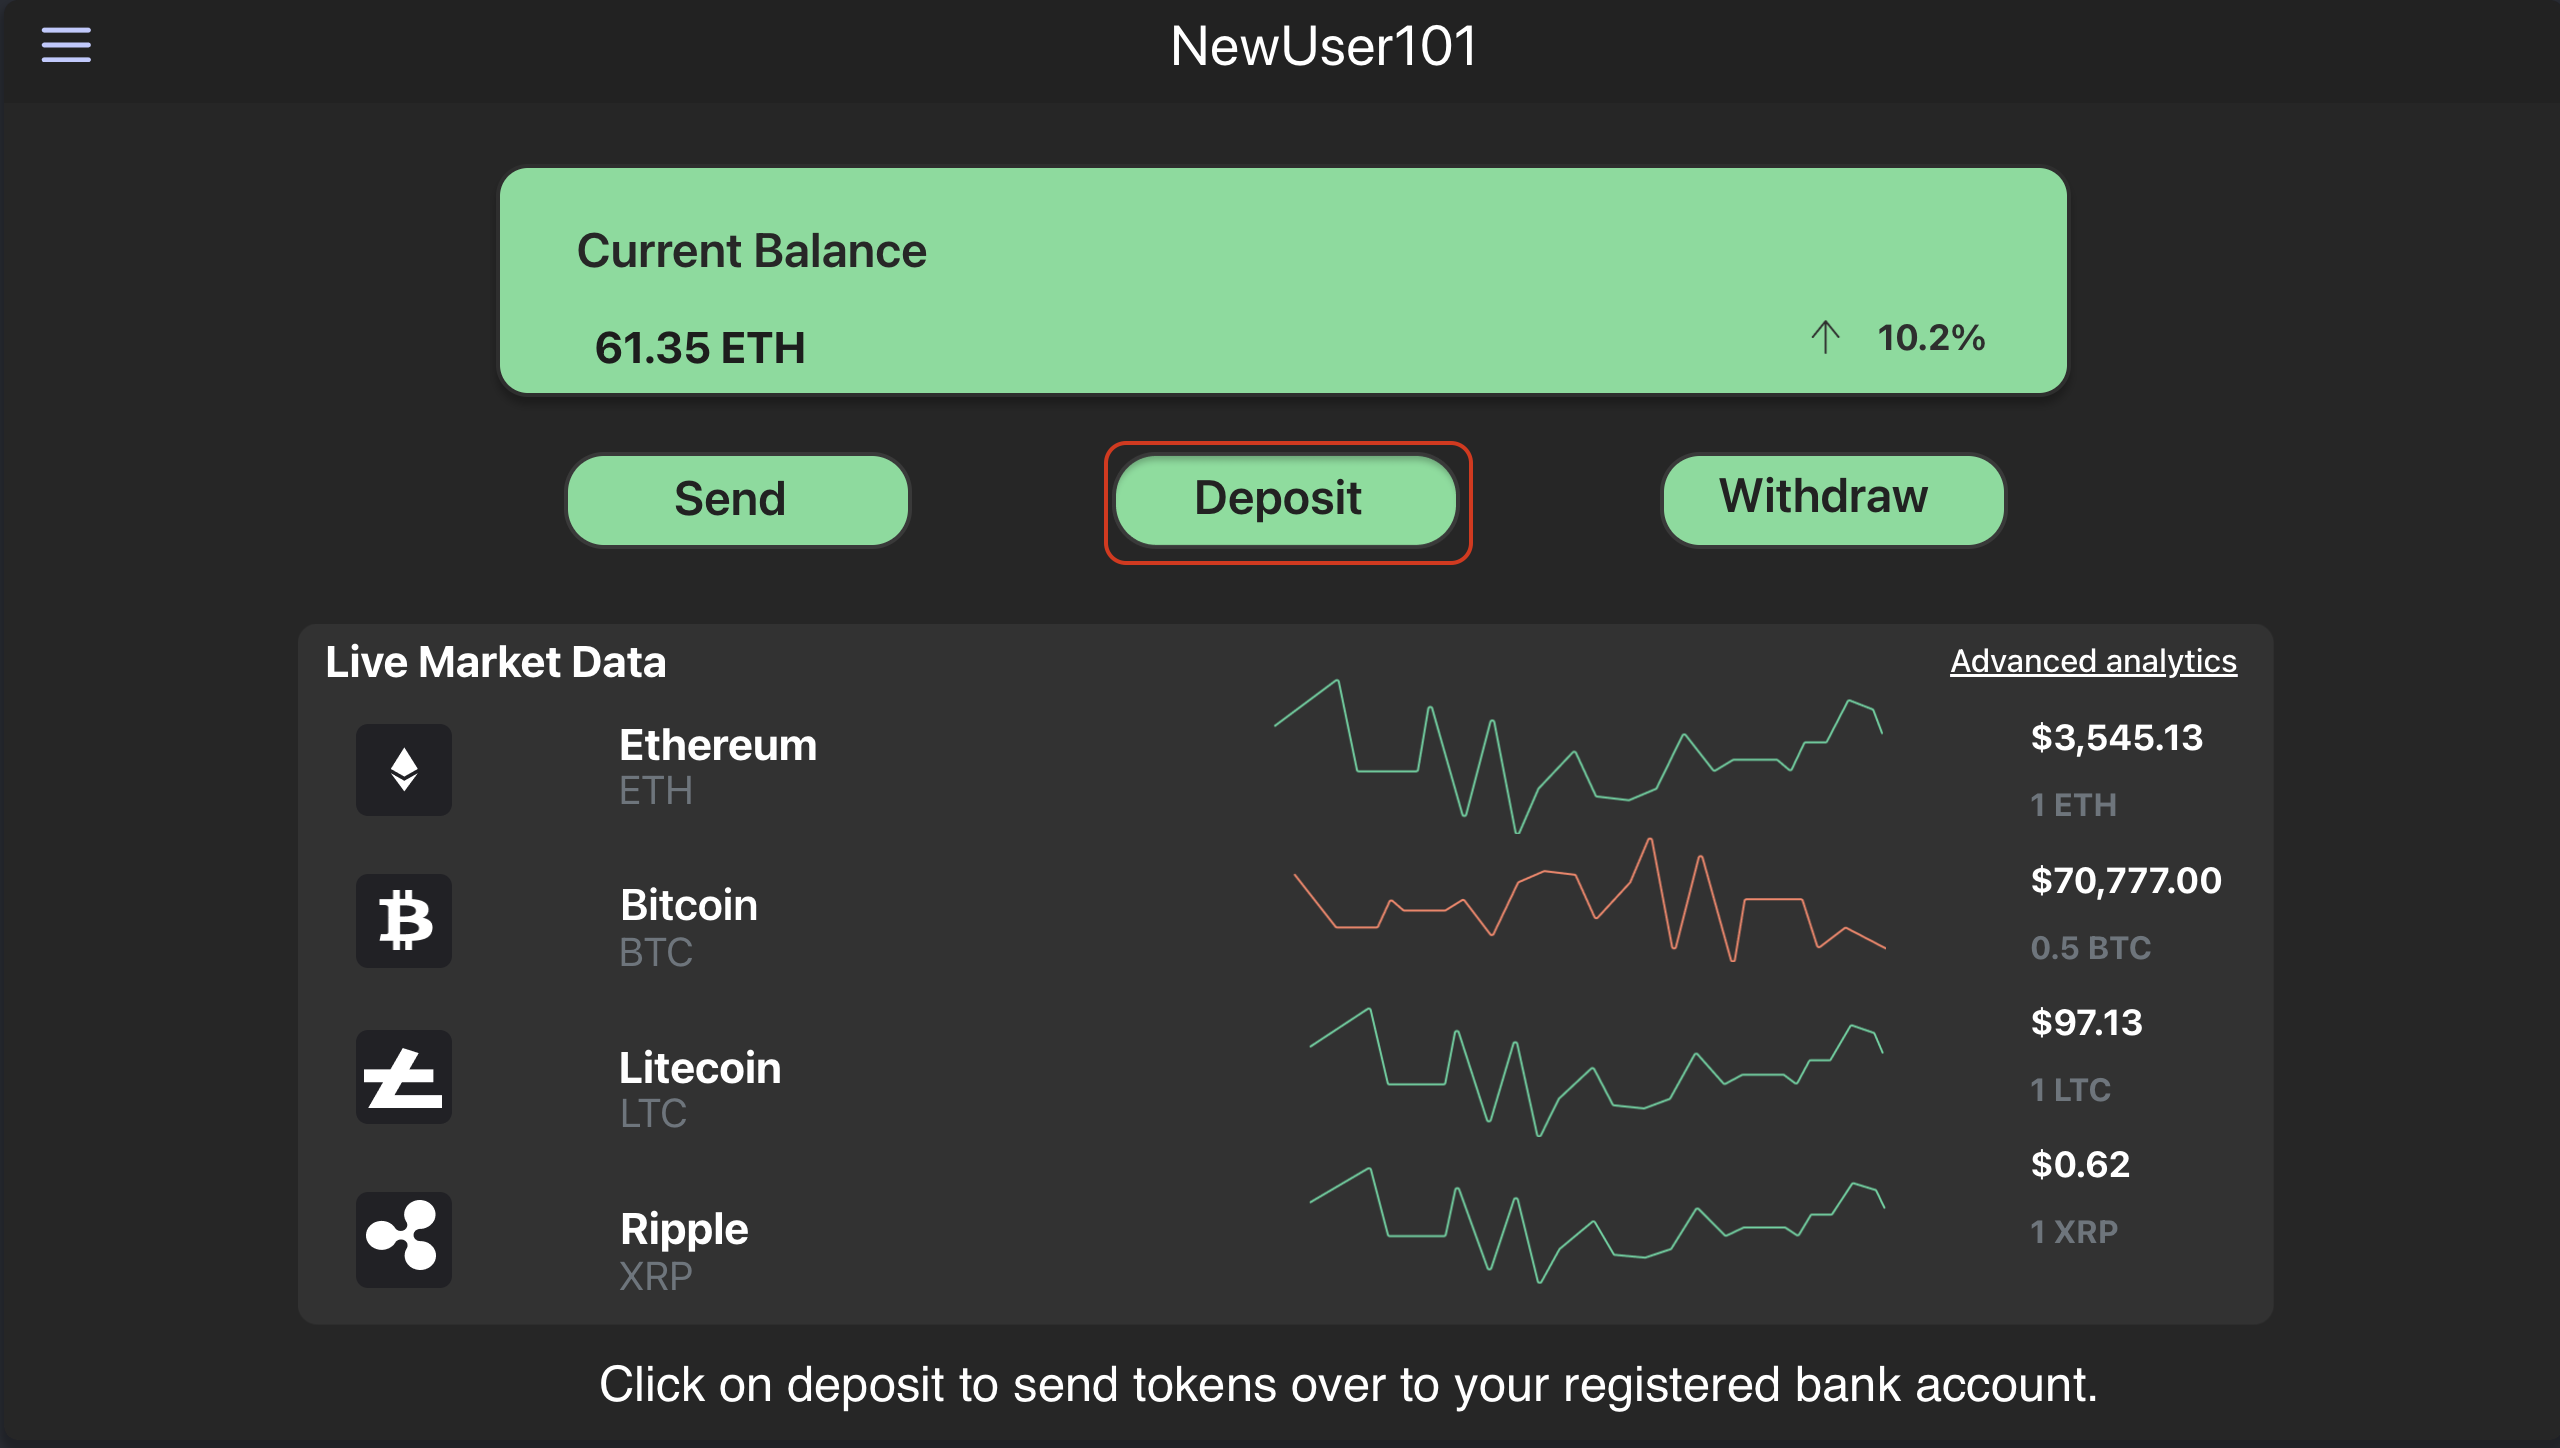 NewUser101
Current Balance
61.35 ETH
10.2%
Send
Deposit
Withdraw
Live Market Data
Advanced analytics
Ethereum
ETH
$3,545.13
1 ETH
Bitcoin
BTC
$70,777.00
0.5 BTC
Litecoin
LTC
$97.13
1 LTC
Ripple
XRP
$0.62
1 XRP
Click on deposit to send tokens over to your registered bank account.